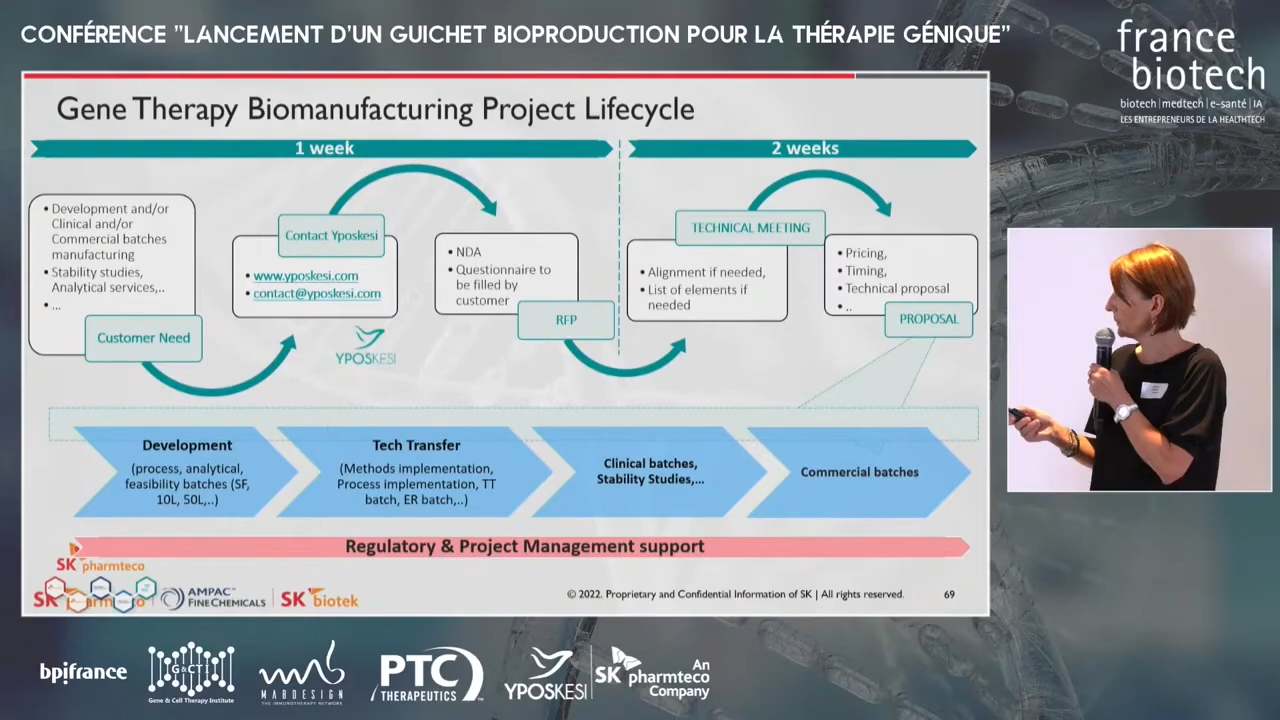 CONFÉRENCE "LANCEMENT D'UN GUICHET BIOPRODUCTION POUR LA THÉRAPIE GÉNIQUE"
france
biotech
biotech | medtech | e-santé | IA
LES ENTREPRENEURS DE LA HEALTHTECH
Gene Therapy Biomanufacturing Project Lifecycle
1 week
2 weeks
• Development and/or
Clinical and/or
Commercial batches
manufacturing
• Stability studies,
Analytical services,..
• ...
Customer Need
Contact Yposkesi
• www.yposkesi.com
• contact@yposkesi.com
YPOSKESI
• NDA
• Questionnaire to
be filled by
customer
RFP
TECHNICAL MEETING
• Alignment if needed,
• List of elements if
needed
• Pricing,
• Timing,
• Technical proposal
• ..
PROPOSAL
Development
(process, analytical,
feasibility batches (SF,
10L, 50L,..)
Tech Transfer
(Methods implementation,
Process implementation, TT
batch, ER batch,..)
Clinical batches,
Stability Studies,...
Commercial batches
Regulatory & Project Management support
SK pharmteco
AMPAC™
FINE CHEMICALS
SK biotek
© 2022. Proprietary and Confidential Information of SK | All rights reserved.
69
bpifrance
G&CTI
Gene & Cell Therapy Institute
MABDESIGN
THE IMMUNOTHERAPY NETWORK
PTC
THERAPEUTICS
YPOSKESI
SK pharmteco
An
Company